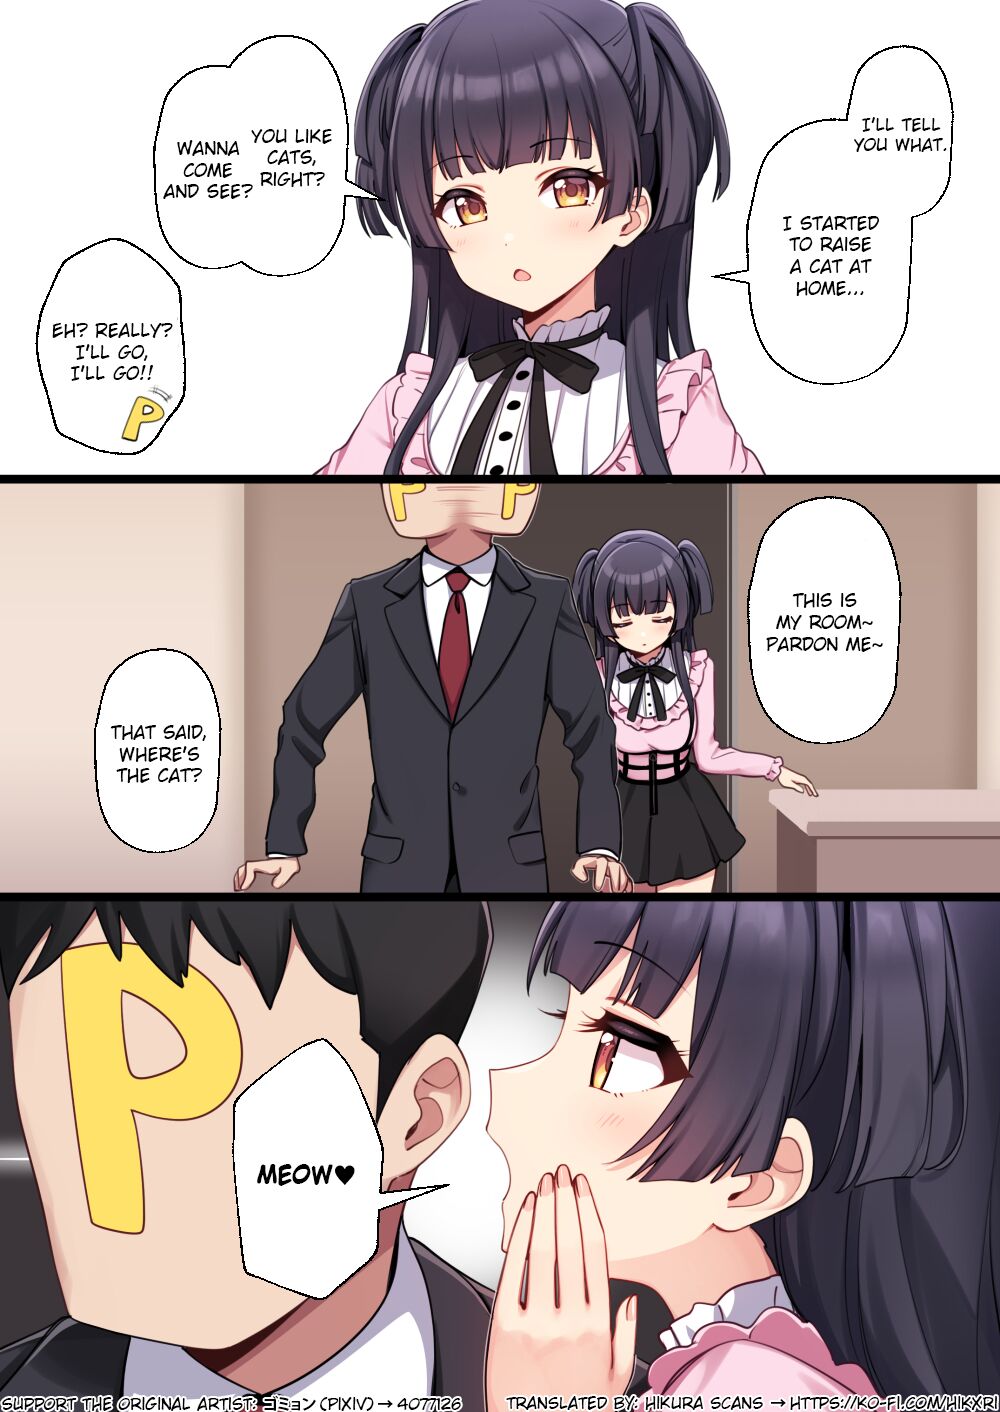 I'LL TELL
YOU WHAT.
I STARTED
TO RAISE
A CAT AT
HOME...
YOU LIKE
CATS,
RIGHT?
WANNA
COME
AND SEE?
EH? REALLY?
I'LL GO,
I'LL GO!!
P
P P
THIS IS
MY ROOM~
PARDON ME~
THAT SAID,
WHERE'S
THE CAT?
P
MEOW♥
SUPPORT THE ORIGINAL ARTIST: ゴミョン (PIXIV) → 4077126
TRANSLATED BY: HIKURA SCANS → HTTPS://KO-FI.COM/HIKXRI